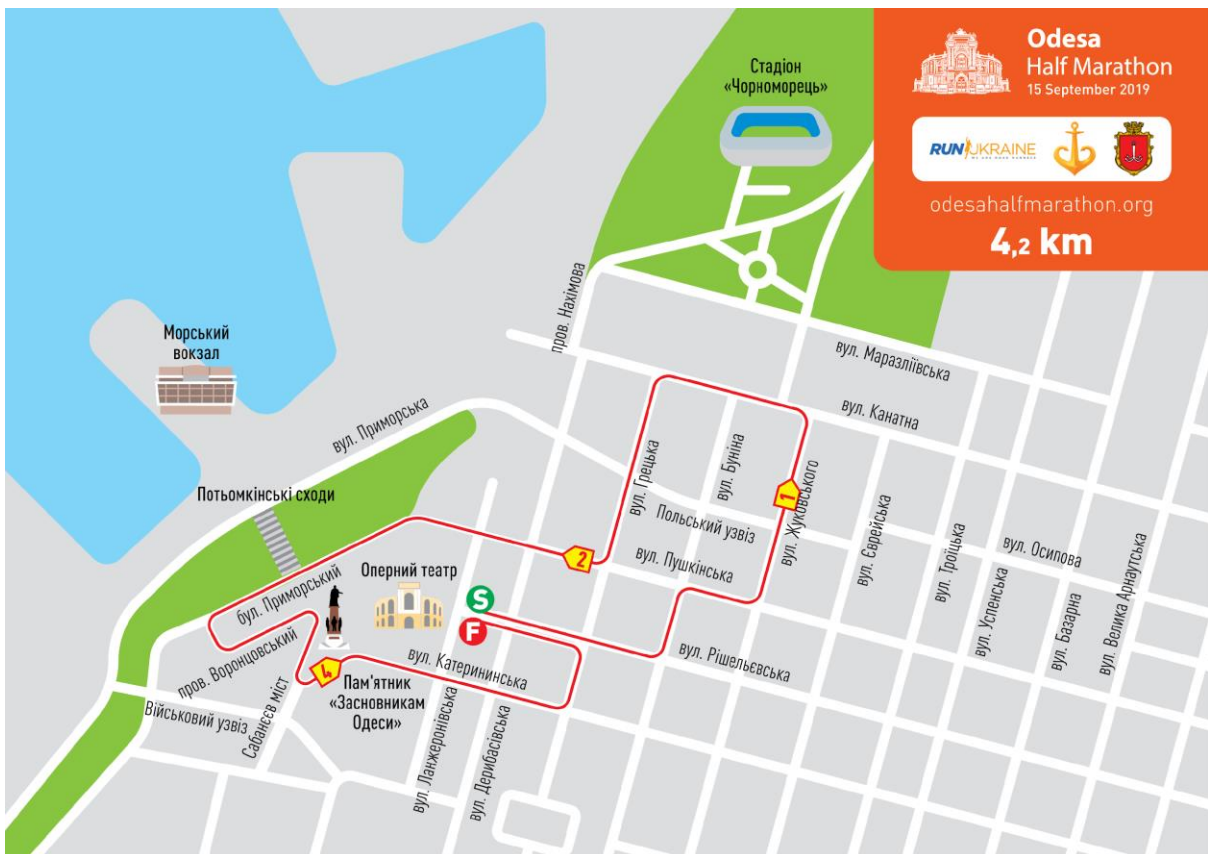 Odesa
Half Marathon
15 September 2019
RUN UKRAINE
odesahalfmarathon.org
4,2 km
Стадіон
«Чорноморець»
Морський
вокзал
пров. Нахімова
вул. Маразліївська
вул. Приморська
вул. Канатна
Потьомкінські сходи
вул. Грецька
вул. Буніна
1
вул. Жуковського
Польський узвіз
вул. Єврейська
вул. Троїцька
вул. Осипова
2
вул. Пушкінська
Оперний театр
S
F
бул. Приморський
вул. Успенська
вул. Базарна
вул. Велика Арнаутська
пров. Воронцовський
4
вул. Катерининська
вул. Рішельєвська
Пам'ятник
«Засновникам
Одеси»
Військовий узвіз
Сабанєєв міст
вул. Ланжеронівська
вул. Дерибасівська